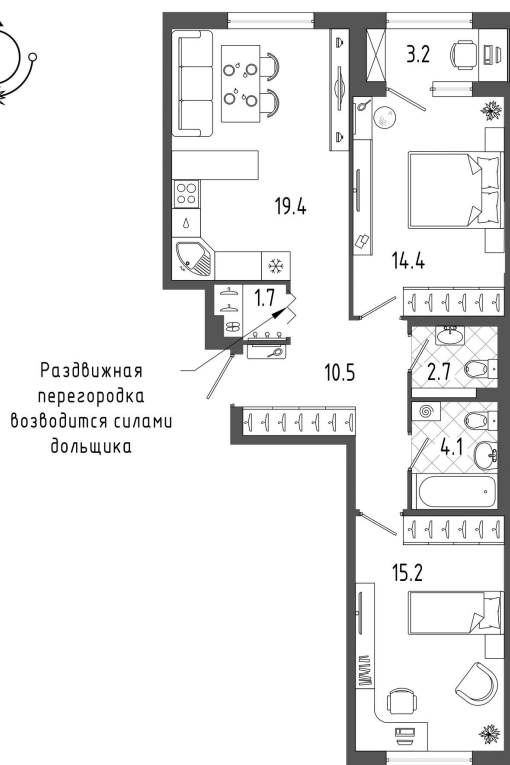 3.2
19.4
14.4
1.7
Раздвижная
перегородка
возводится силами
дольщика
10.5
2.7
4.1
15.2